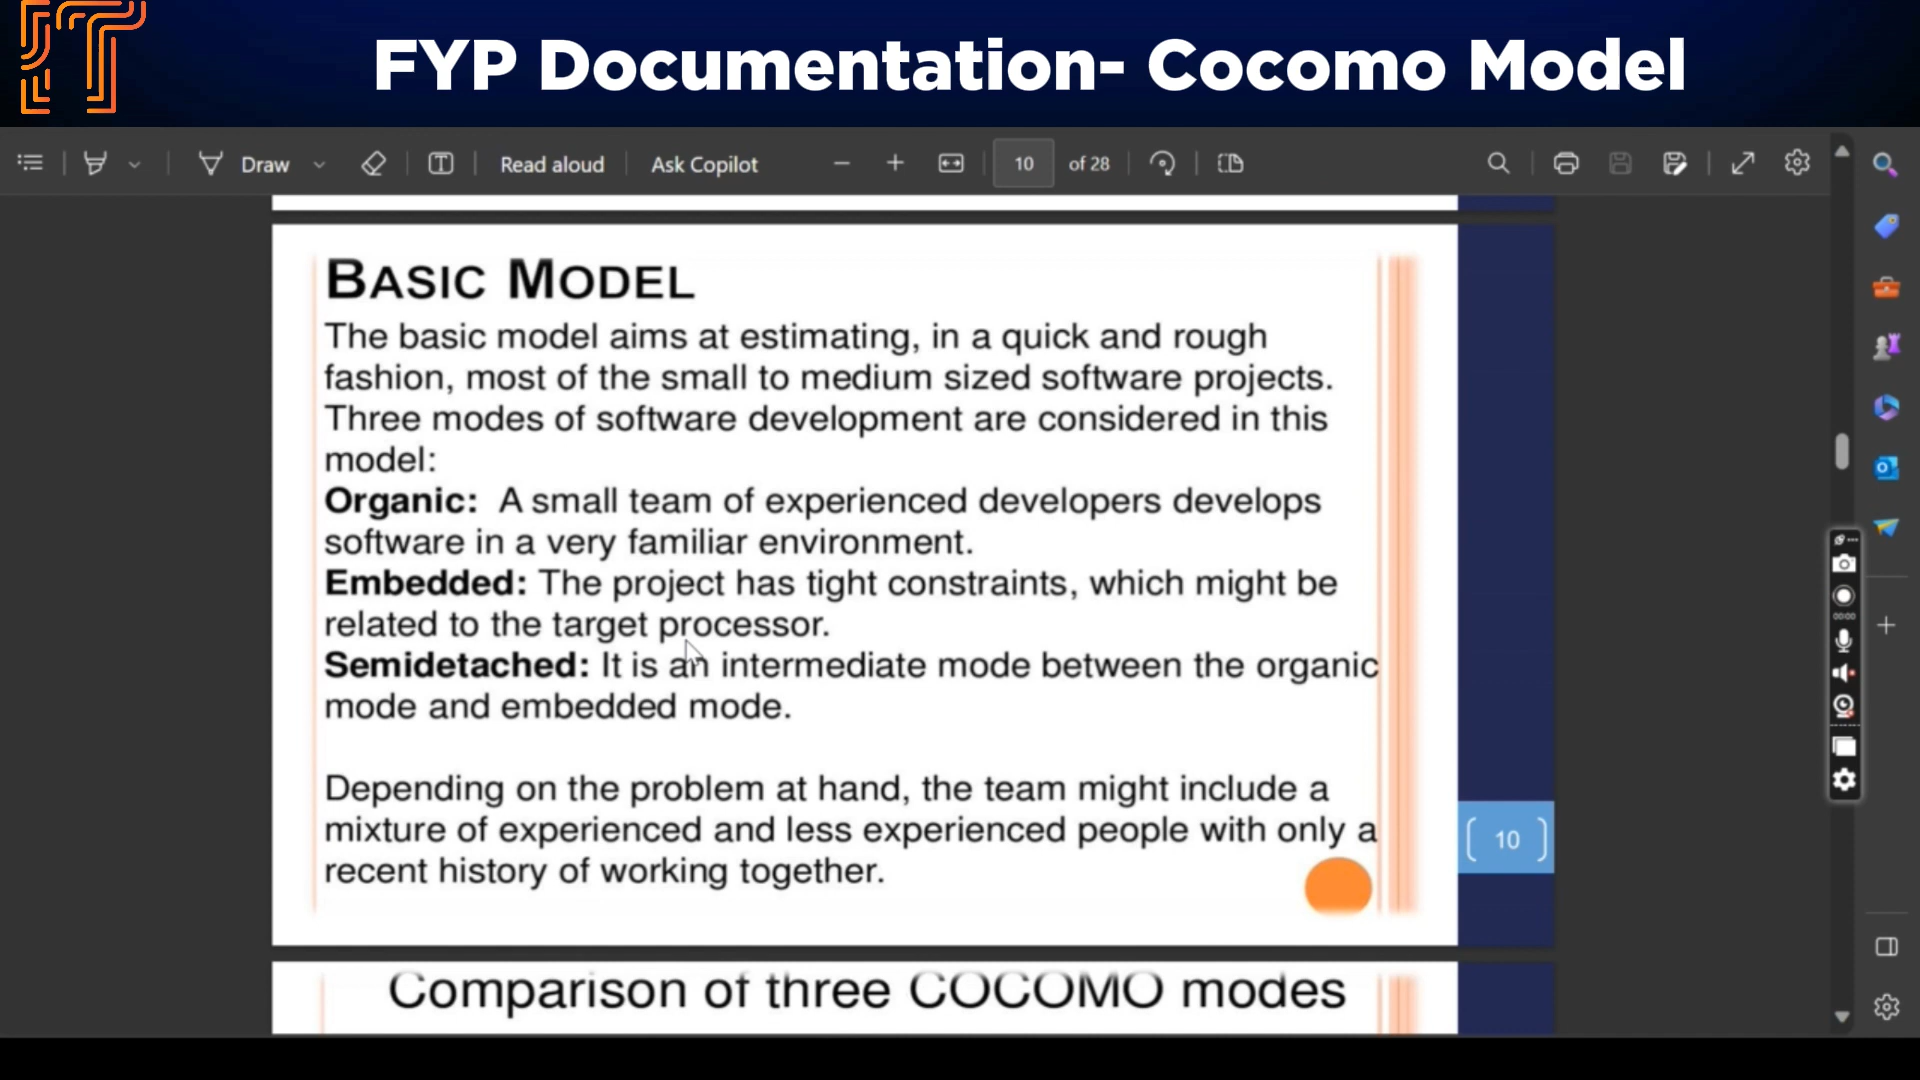 IT
FYP Documentation- Cocomo Model
Draw
Read aloud
Ask Copilot
10
of 28
BASIC MODEL
The basic model aims at estimating, in a quick and rough
fashion, most of the small to medium sized software projects.
Three modes of software development are considered in this
model:
Organic: A small team of experienced developers develops
software in a very familiar environment.
Embedded: The project has tight constraints, which might be
related to the target processor.
Semidetached: It is an intermediate mode between the organic
mode and embedded mode.
Depending on the problem at hand, the team might include a
mixture of experienced and less experienced people with only a
recent history of working together.
10
Comparison of three COCOMO modes
00:00